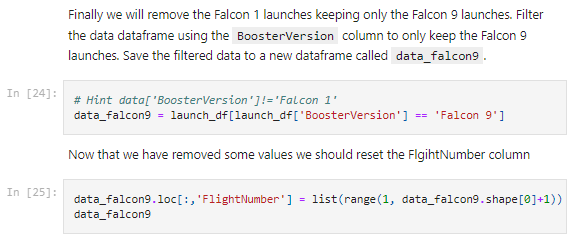 Finally we will remove the Falcon 1 launches keeping only the Falcon 9 launches. Filter
the data dataframe using the BoosterVersion column to only keep the Falcon 9
launches. Save the filtered data to a new dataframe called data_falcon9 .
In [24]:
# Hint data['BoosterVersion']!='Falcon 1'
data_falcon9 = launch_df[launch_df['BoosterVersion'] == 'Falcon 9']
Now that we have removed some values we should reset the FlgihtNumber column
In [25]:
data_falcon9.loc[:,'FlightNumber'] = list(range(1, data_falcon9.shape[0]+1))
data_falcon9